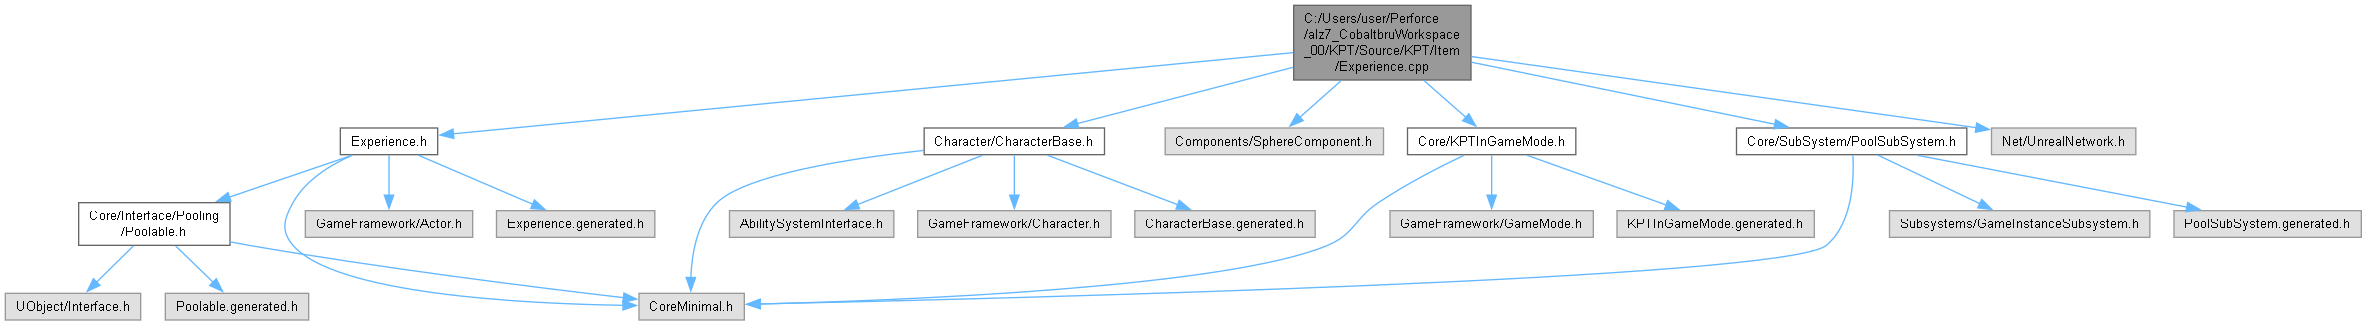 C:/Users/user/Perforce
/alz7_CobaltbruWorkspace
_00/KPT/Source/KPT/Item
/Experience.cpp
Experience.h
Character/CharacterBase.h
Components/SphereComponent.h
Core/KPTInGameMode.h
Core/SubSystem/PoolSubSystem.h
Net/UnrealNetwork.h
Core/Interface/Pooling
/Poolable.h
GameFramework/Actor.h
Experience.generated.h
AbilitySystemInterface.h
GameFramework/Character.h
CharacterBase.generated.h
GameFramework/GameMode.h
KPTInGameMode.generated.h
Subsystems/GameInstanceSubsystem.h
PoolSubSystem.generated.h
UObject/Interface.h
Poolable.generated.h
CoreMinimal.h